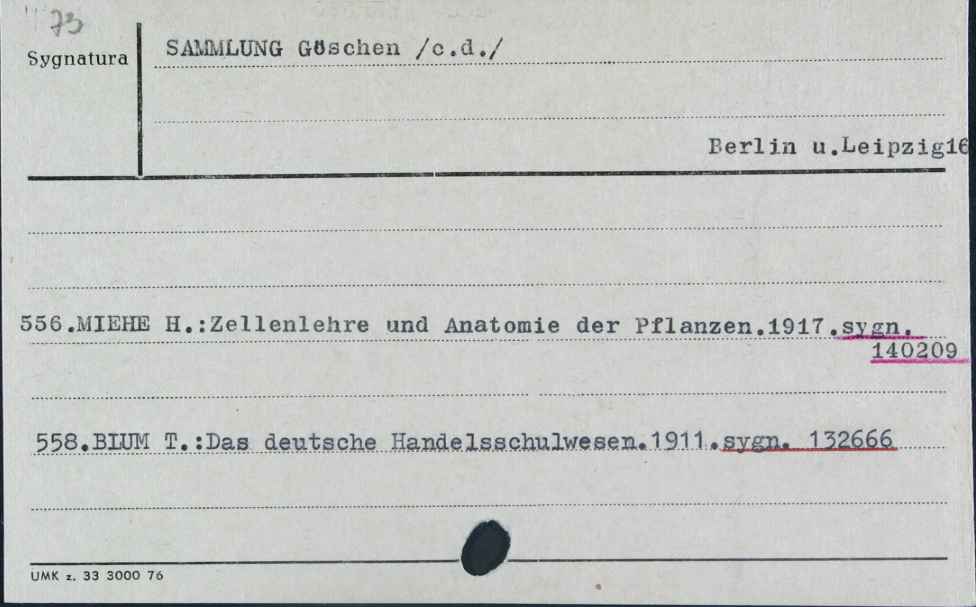 73
Sygnatura
SAMMLUNG Göschen /c.d./
Berlin u.Leipzig16
556.MIEHE H.:Zellenlehre und Anatomie der Pflanzen.1917.sygn.
140209
558.BLUM T.:Das deutsche Handelsschulwesen.1911.sygn. 132666
UMK z. 33 3000 76